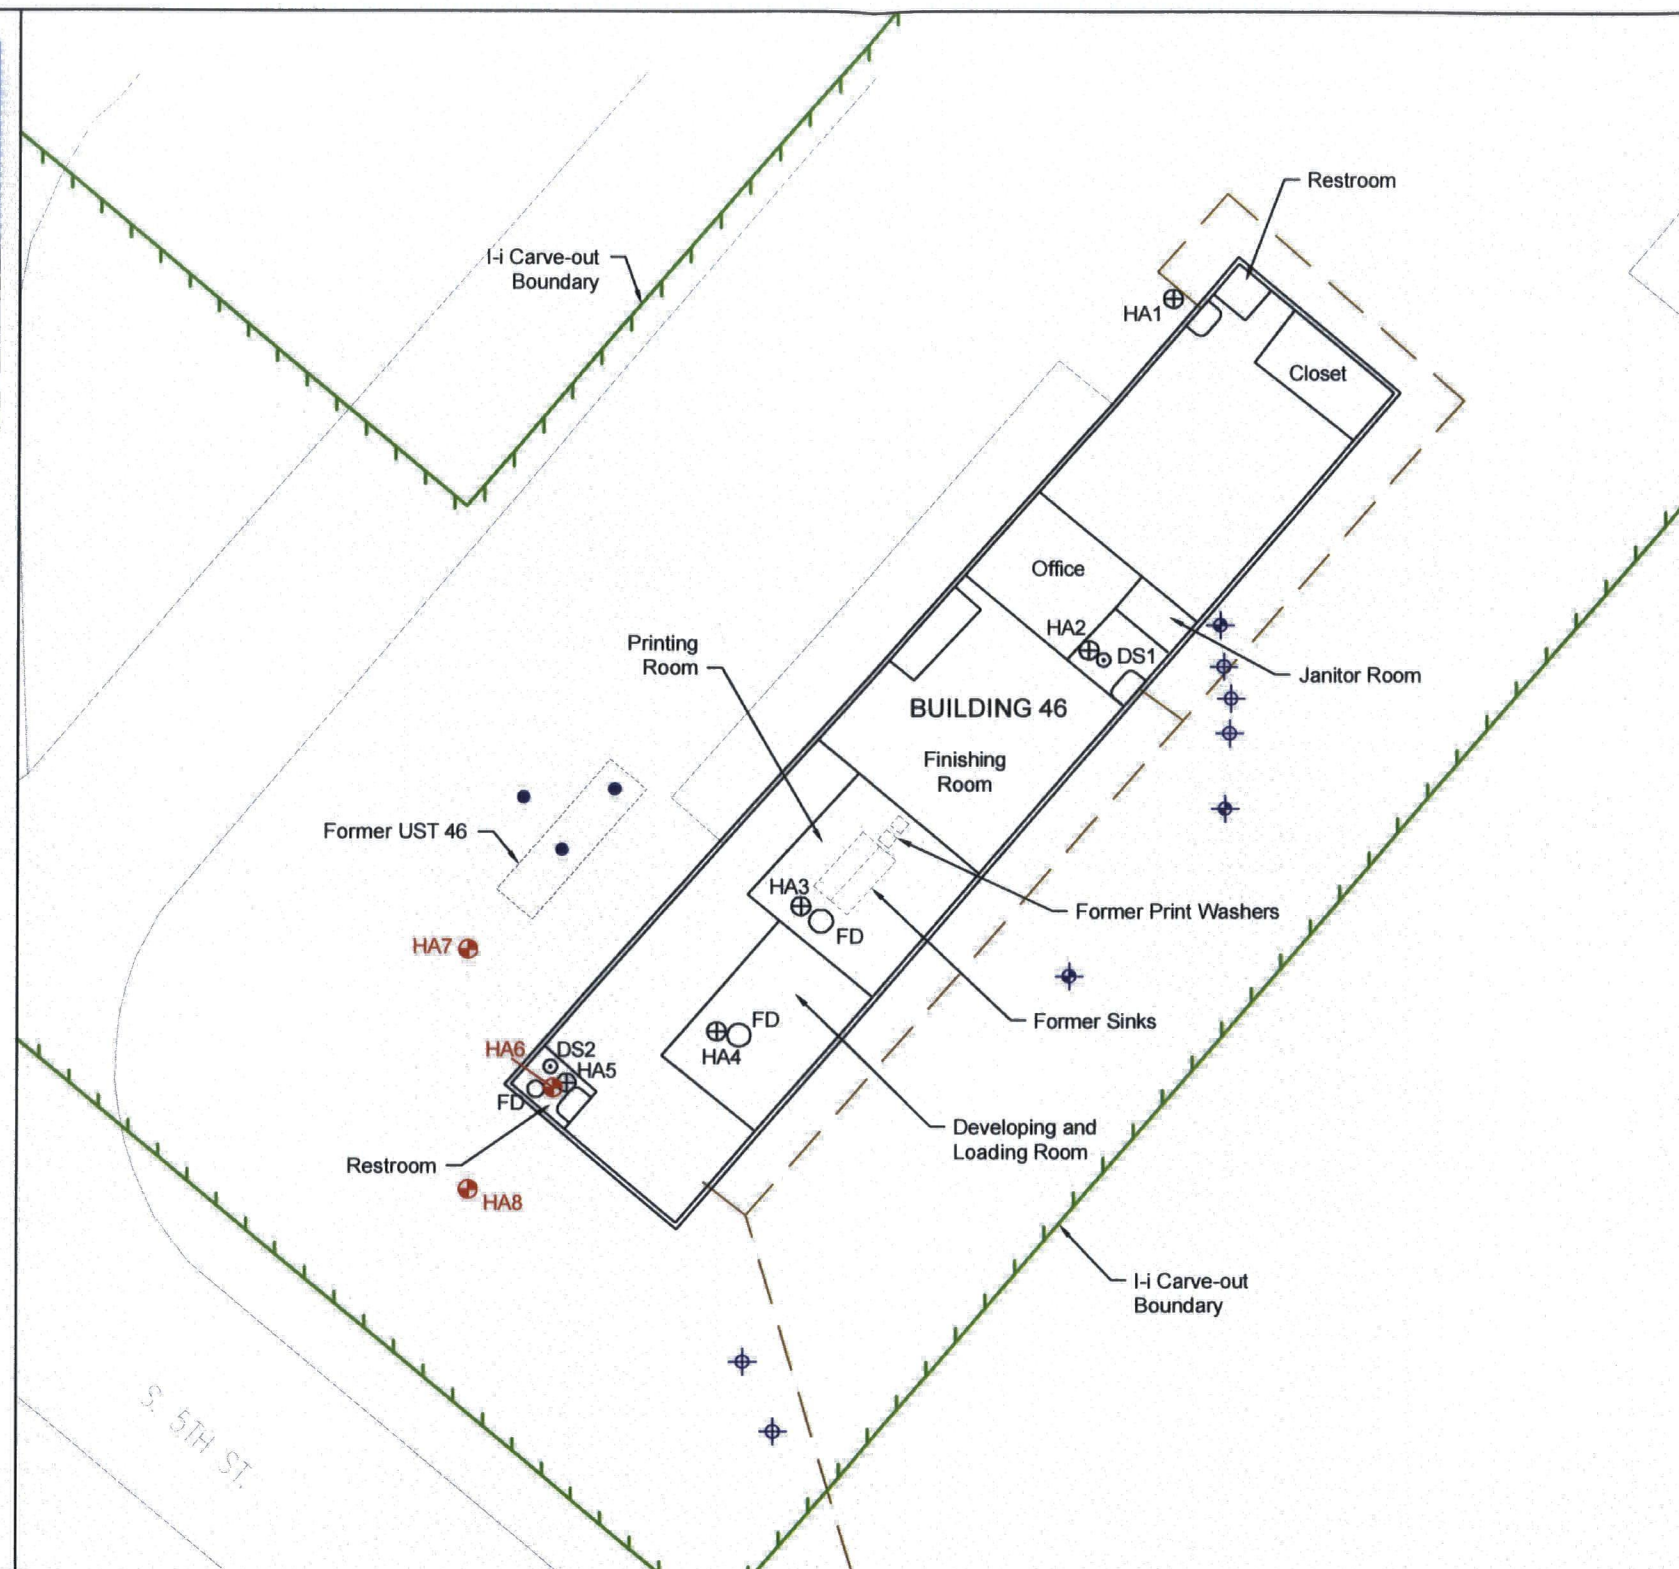 Restroom
I-i Carve-out
Boundary
HA1
Closet
Office
HA2
DS1
Printing
Room
Janitor Room
BUILDING 46
Finishing
Room
Former UST 46
HA3
FD
Former Print Washers
HA7
Former Sinks
FD
HA4
HA6
DS2
HA5
FD
Developing and
Loading Room
Restroom
HA8
I-i Carve-out
Boundary
S. 5TH ST.